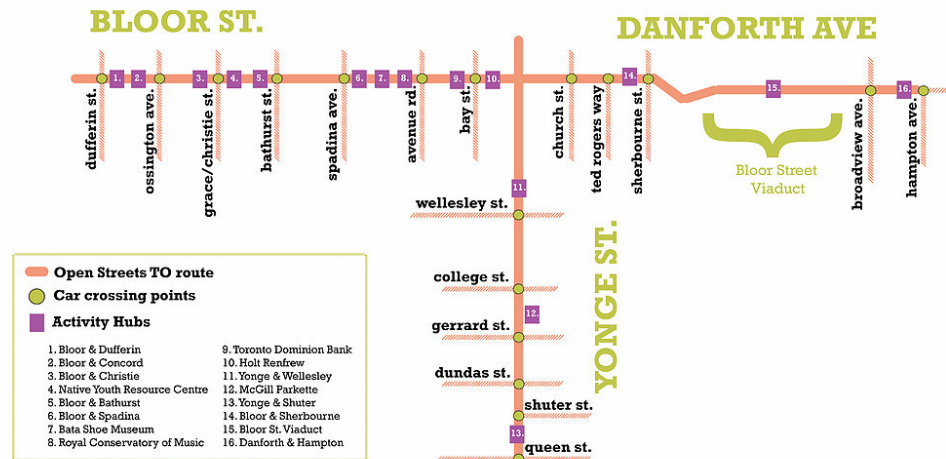 BLOOR ST.
DANFORTH AVE
1.
2.
3.
4.
5.
6.
7.
8.
9.
10.
14.
15.
16.
dufferin st.
ossington ave.
grace/christie st.
bathurst st.
spadina ave.
avenue rd.
bay st.
church st.
ted rogers way
sherbourne st.
broadview ave.
hampton ave.
Bloor Street
Viaduct
11.
wellesley st.
YONGE ST.
college st.
12.
gerrard st.
dundas st.
shuter st.
13.
queen st.
Open Streets TO route
Car crossing points
Activity Hubs
1. Bloor & Dufferin
2. Bloor & Concord
3. Bloor & Christie
4. Native Youth Resource Centre
5. Bloor & Bathurst
6. Bloor & Spadina
7. Bata Shoe Museum
8. Royal Conservatory of Music
9. Toronto Dominion Bank
10. Holt Renfrew
11. Yonge & Wellesley
12. McGill Parkette
13. Yonge & Shuter
14. Bloor & Sherbourne
15. Bloor St. Viaduct
16. Danforth & Hampton